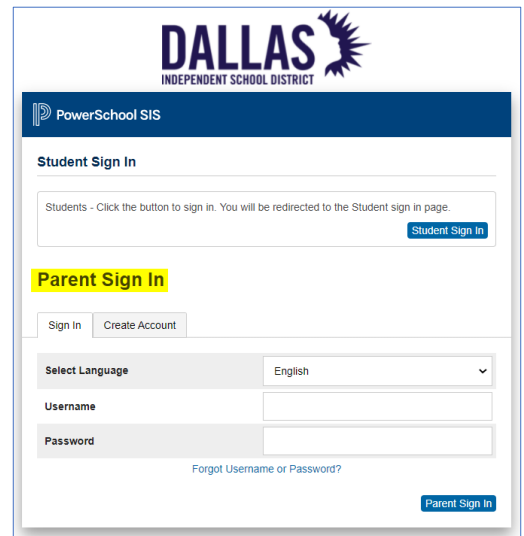 DALLAS
INDEPENDENT SCHOOL DISTRICT
PowerSchool SIS
Student Sign In
Students - Click the button to sign in. You will be redirected to the Student sign in page.
Student Sign In
Parent Sign In
Sign In Create Account
Select Language English
Username
Password
Forgot Username or Password?
Parent Sign In